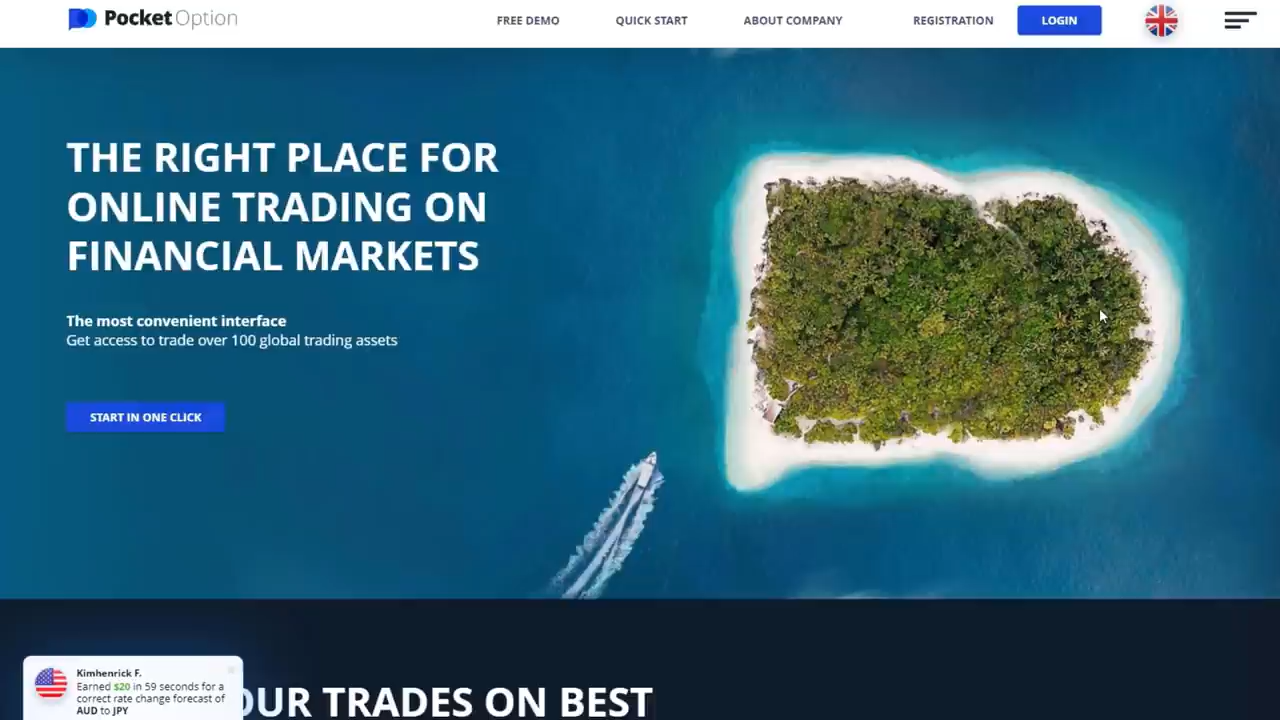 PocketOption
FREE DEMO
QUICK START
ABOUT COMPANY
REGISTRATION
LOGIN
THE RIGHT PLACE FOR
ONLINE TRADING ON
FINANCIAL MARKETS
The most convenient interface
Get access to trade over 100 global trading assets
START IN ONE CLICK
Kimhenrick F.
Earned $20 in 59 seconds for a
correct rate change forecast of
AUD to JPY
OUR TRADES ON BEST